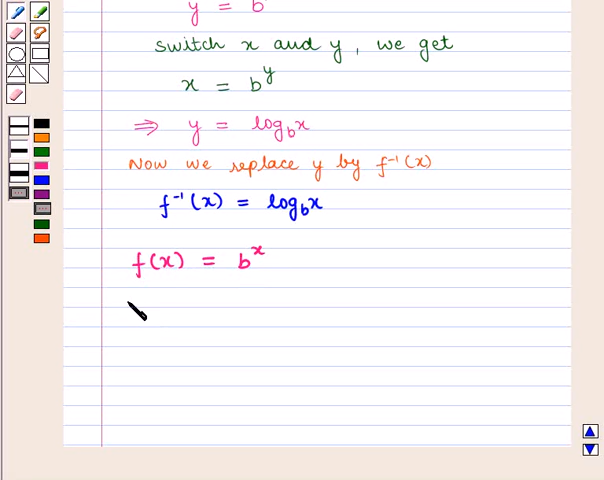 y = b
switch x and y, we get
x = b^y
⇒ y = log_b x
Now we replace y by f⁻¹(x)
f⁻¹(x) = log_b x
f(x) = b^x